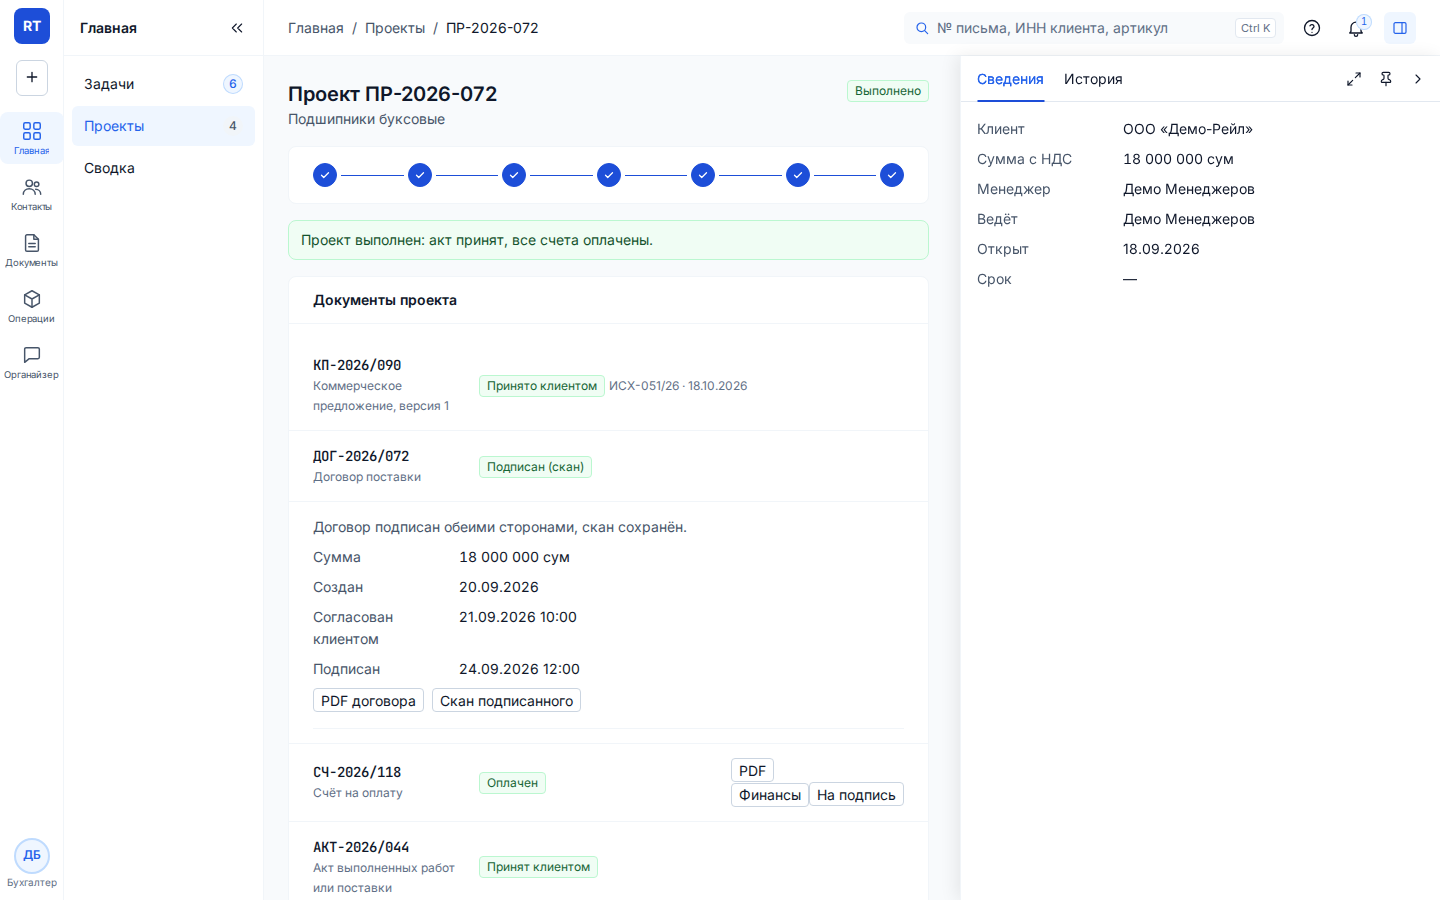 RT
Главная
Контакты
Документы
Операции
Органайзер
ДБ
Бухгалтер
Главная
Задачи 6
Проекты 4
Сводка
Главная / Проекты / ПР-2026-072
№ письма, ИНН клиента, артикул Ctrl K
1
Проект ПР-2026-072
Выполнено
Подшипники буксовые
Проект выполнен: акт принят, все счета оплачены.
Документы проекта
КП-2026/090
Коммерческое
предложение, версия 1
Принято клиентом ИСХ-051/26 · 18.10.2026
ДОГ-2026/072
Договор поставки
Подписан (скан)
Договор подписан обеими сторонами, скан сохранён.
Сумма 18 000 000 сум
Создан 20.09.2026
Согласован
клиентом
21.09.2026 10:00
Подписан 24.09.2026 12:00
PDF договора Скан подписанного
СЧ-2026/118
Счёт на оплату
Оплачен
PDF
Финансы На подпись
АКТ-2026/044
Акт выполненных работ
или поставки
Принят клиентом
Сведения История
Клиент ООО «Демо-Рейл»
Сумма с НДС 18 000 000 сум
Менеджер Демо Менеджеров
Ведёт Демо Менеджеров
Открыт 18.09.2026
Срок —